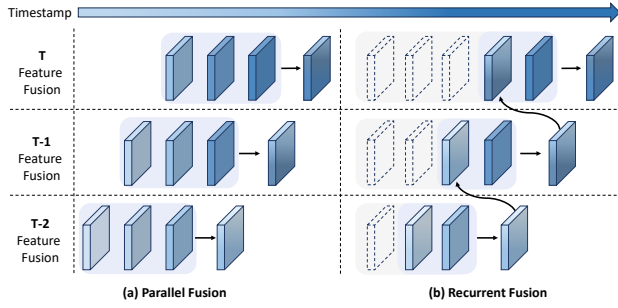 Timestamp
T
Feature
Fusion
T-1
Feature
Fusion
T-2
Feature
Fusion
(a) Parallel Fusion
(b) Recurrent Fusion